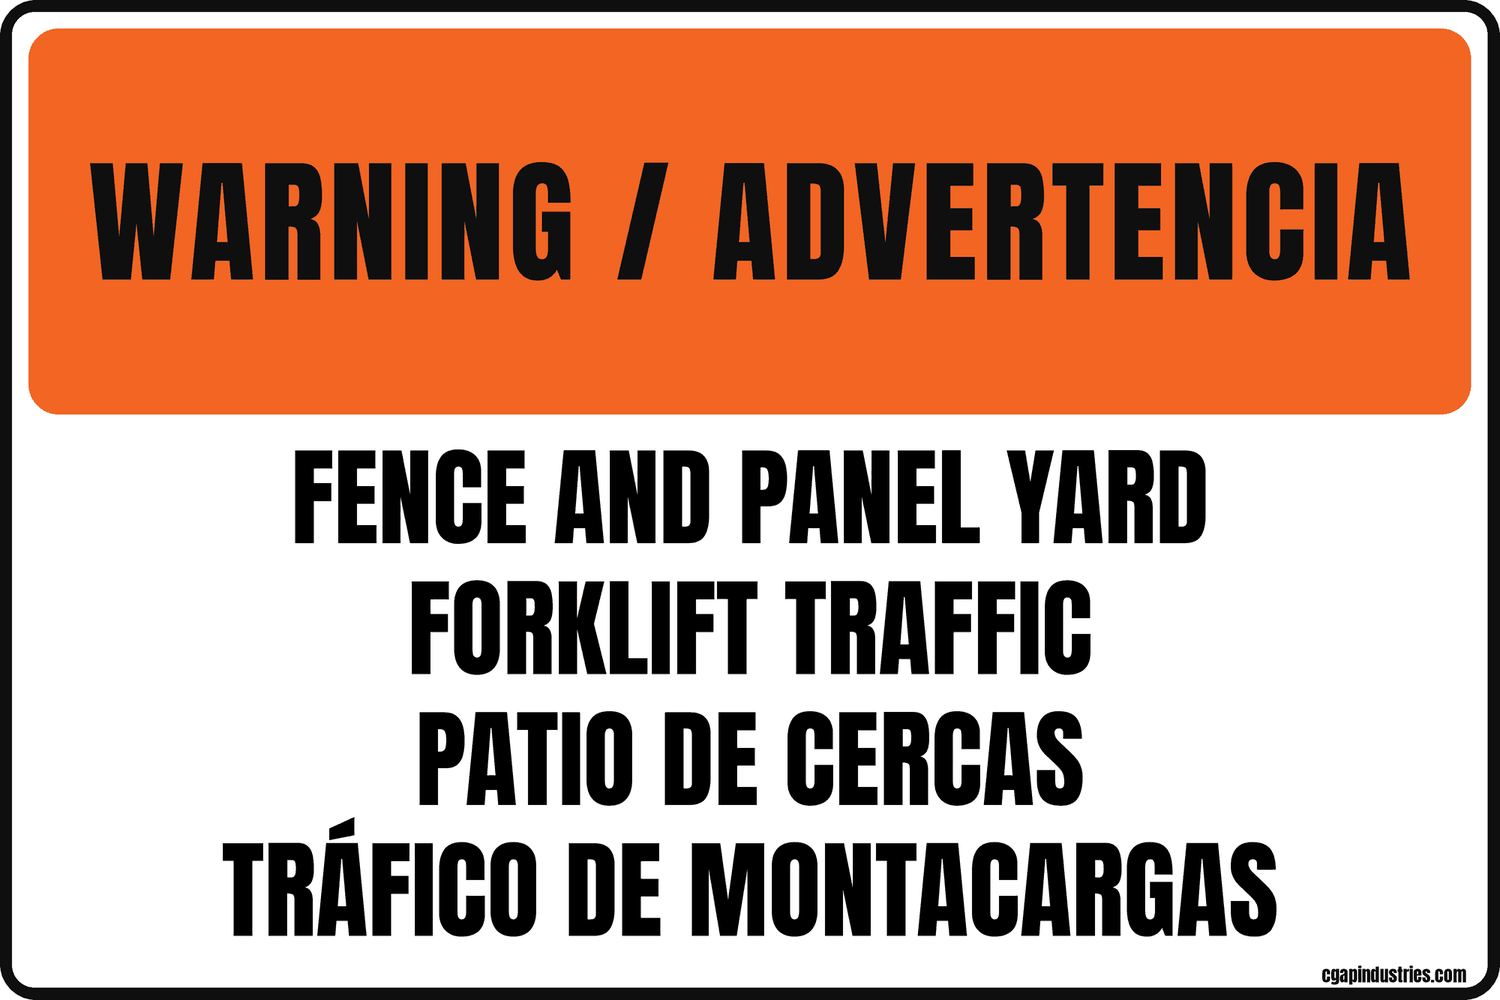 WARNING / ADVERTENCIA
FENCE AND PANEL YARD
FORKLIFT TRAFFIC
PATIO DE CERCAS
TRÁFICO DE MONTACARGAS
cgapindustries.com